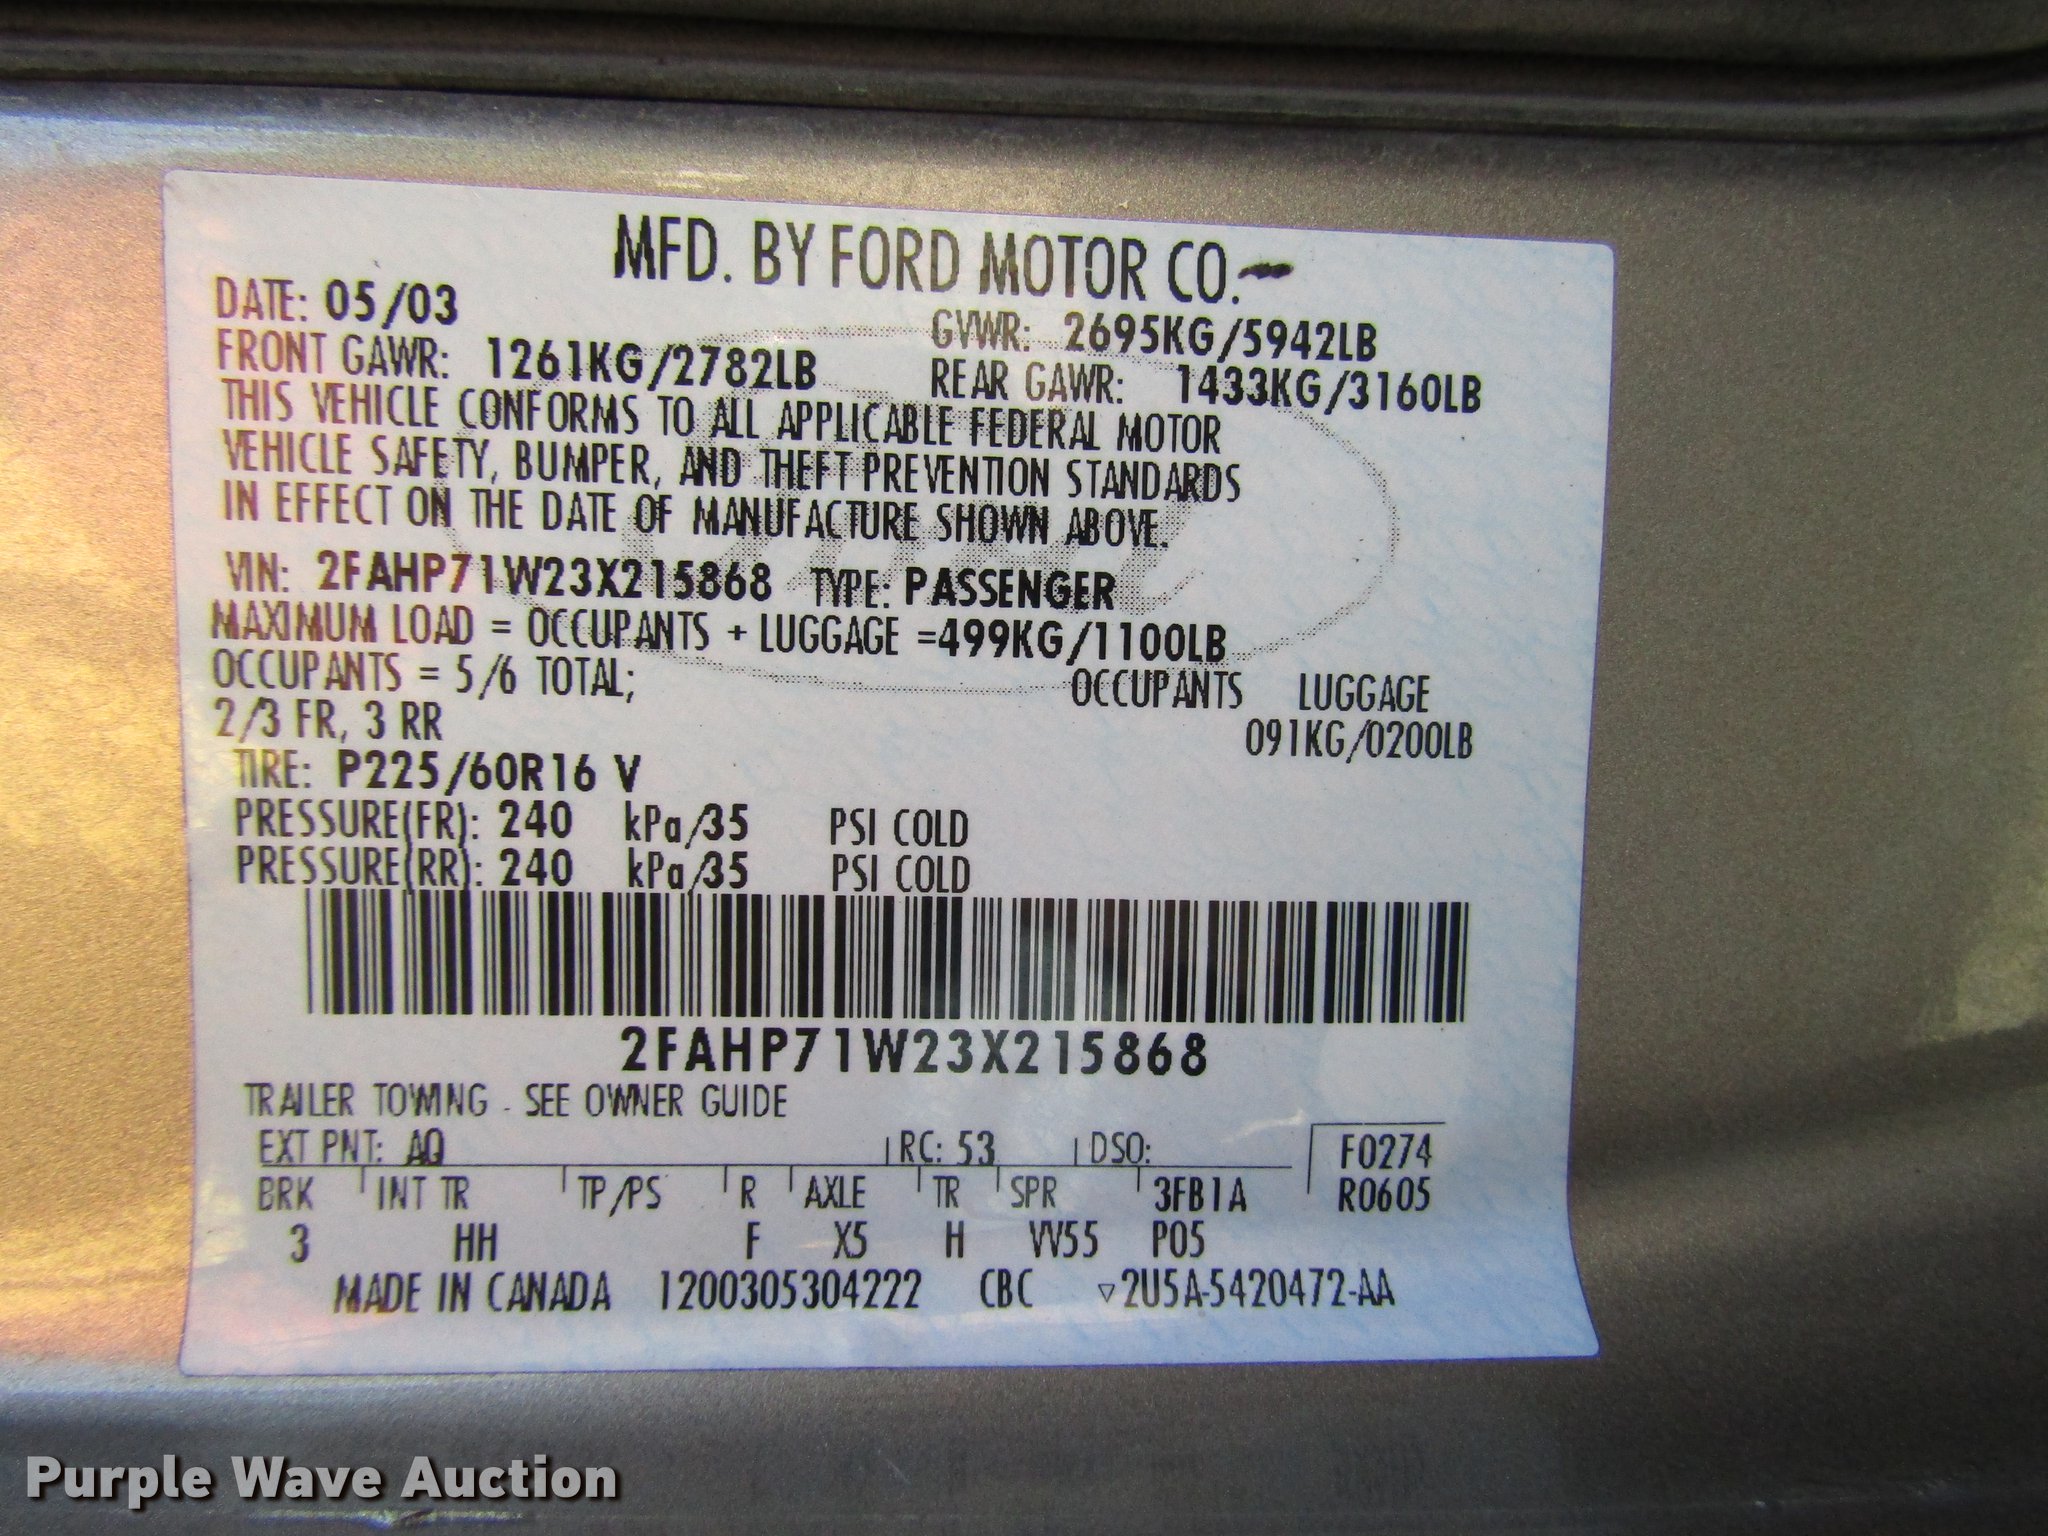 MFD. BY FORD MOTOR CO.
DATE: 05/03
GVWR: 2695KG/5942LB
FRONT GAWR: 1261KG/2782LB
REAR GAWR: 1433KG/3160LB
THIS VEHICLE CONFORMS TO ALL APPLICABLE FEDERAL MOTOR
VEHICLE SAFETY, BUMPER, AND THEFT PREVENTION STANDARDS
IN EFFECT ON THE DATE OF MANUFACTURE SHOWN ABOVE.
VIN: 2FAHP71W23X215868 TYPE: PASSENGER
MAXIMUM LOAD = OCCUPANTS + LUGGAGE =499KG/1100LB
OCCUPANTS = 5/6 TOTAL; OCCUPANTS LUGGAGE
2/3 FR, 3 RR 091KG/0200LB
TIRE: P225/60R16 V
PRESSURE(FR): 240 kPa/35 PSI COLD
PRESSURE(RR): 240 kPa/35 PSI COLD
2FAHP71W23X215868
TRAILER TOWING - SEE OWNER GUIDE
EXT PNT: AQ RC: 53 DSO: F0274
BRK INT TR TP/PS R AXLE TR SPR 3FB1A R0605
3 HH F X5 H VV55 P05
MADE IN CANADA 1200305304222 CBC ▿2U5A-5420472-AA
Purple Wave Auction